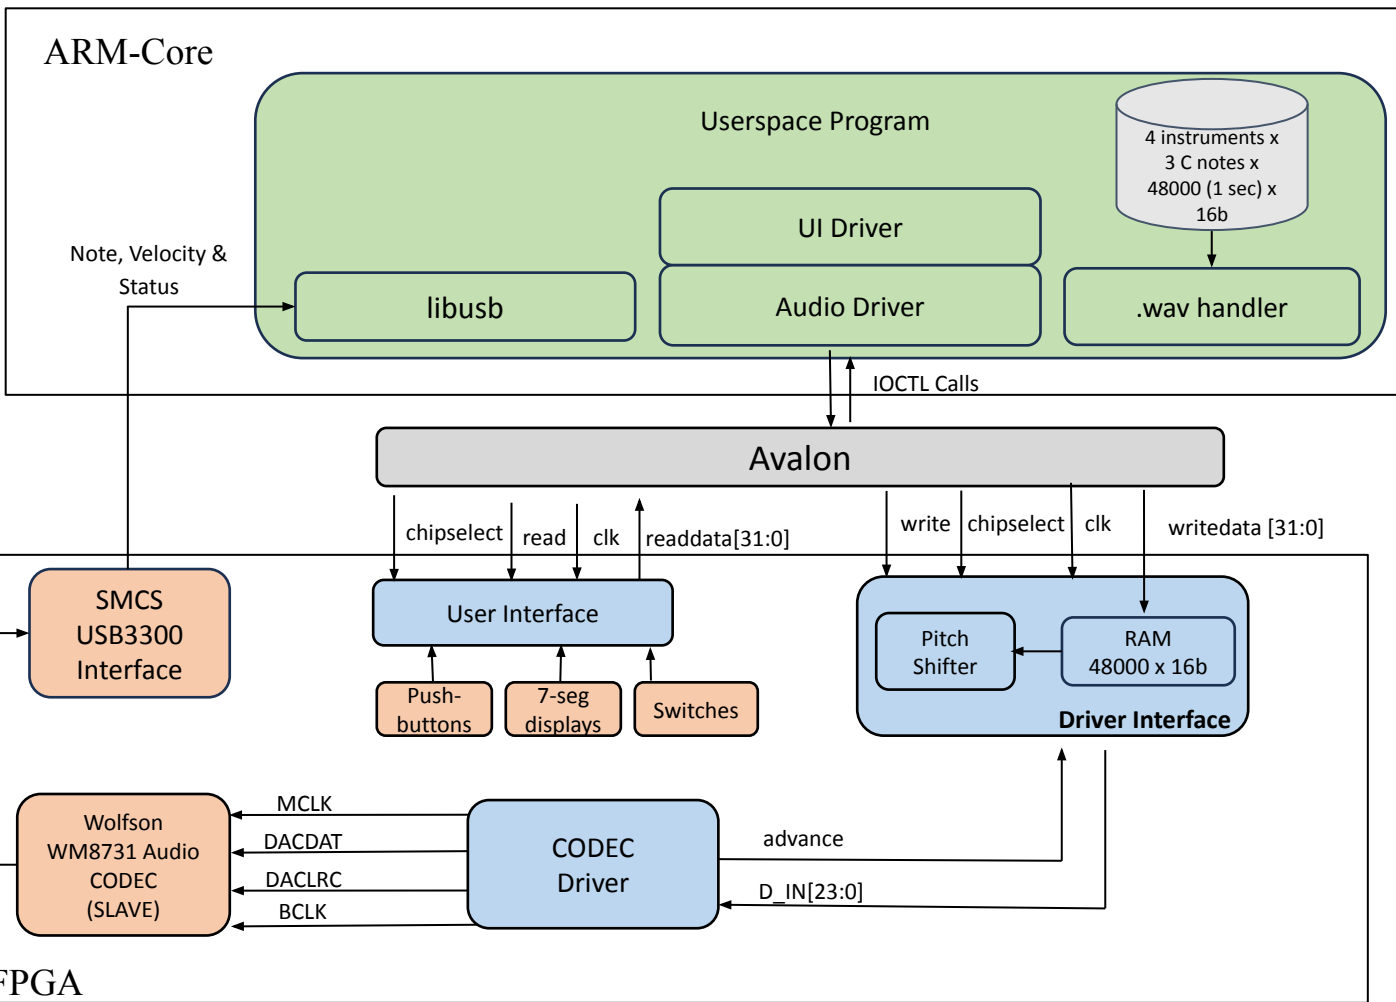 ARM-Core
Userspace Program
4 instruments x
3 C notes x
48000 (1 sec) x
16b
UI Driver
Note, Velocity &
Status
libusb
Audio Driver
.wav handler
IOCTL Calls
Avalon
chipselect
read
clk
readdata[31:0]
write
chipselect
clk
writedata [31:0]
SMCS
USB3300
Interface
User Interface
Pitch
Shifter
RAM
48000 x 16b
Driver Interface
Push-
buttons
7-seg
displays
Switches
Wolfson
WM8731 Audio
CODEC
(SLAVE)
MCLK
DACDAT
DACLRC
BCLK
CODEC
Driver
advance
D_IN[23:0]
FPGA